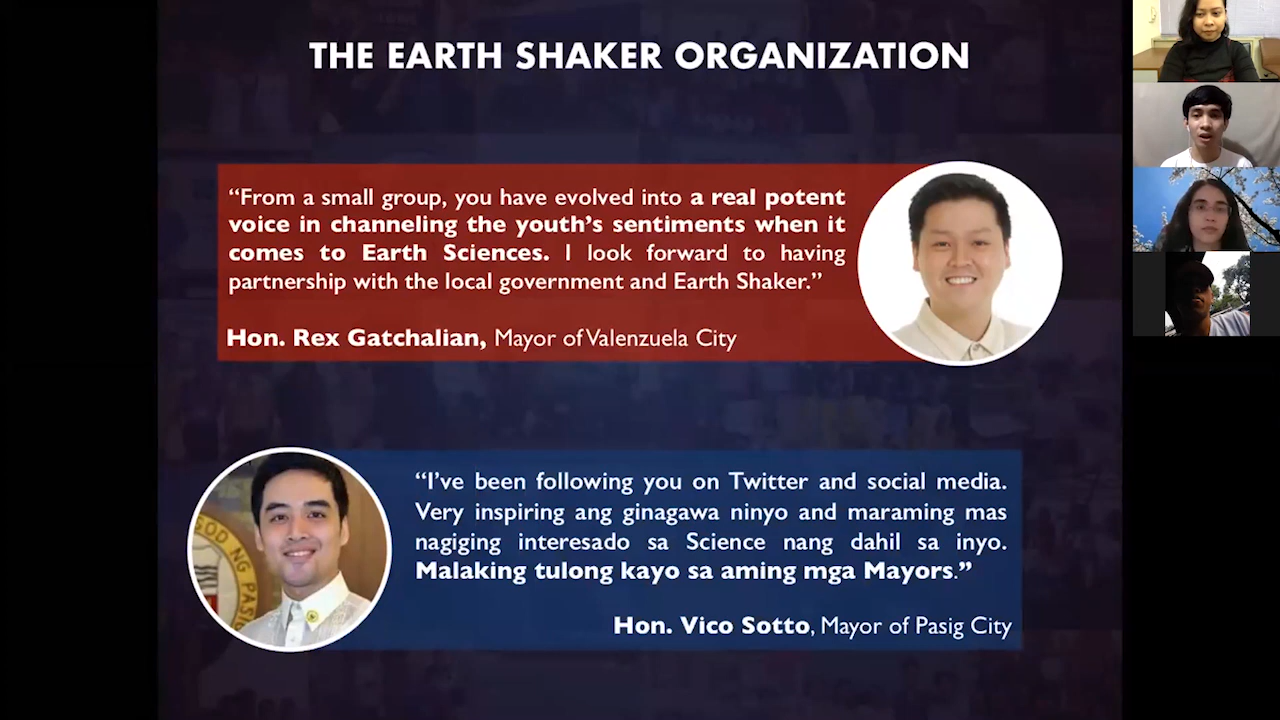 THE EARTH SHAKER ORGANIZATION
“From a small group, you have evolved into a real potent
voice in channeling the youth’s sentiments when it
comes to Earth Sciences. I look forward to having
partnership with the local government and Earth Shaker.”
Hon. Rex Gatchalian, Mayor of Valenzuela City
“I’ve been following you on Twitter and social media.
Very inspiring ang ginagawa ninyo and maraming mas
nagiging interesado sa Science nang dahil sa inyo.
Malaking tulong kayo sa aming mga Mayors.”
Hon. Vico Sotto, Mayor of Pasig City